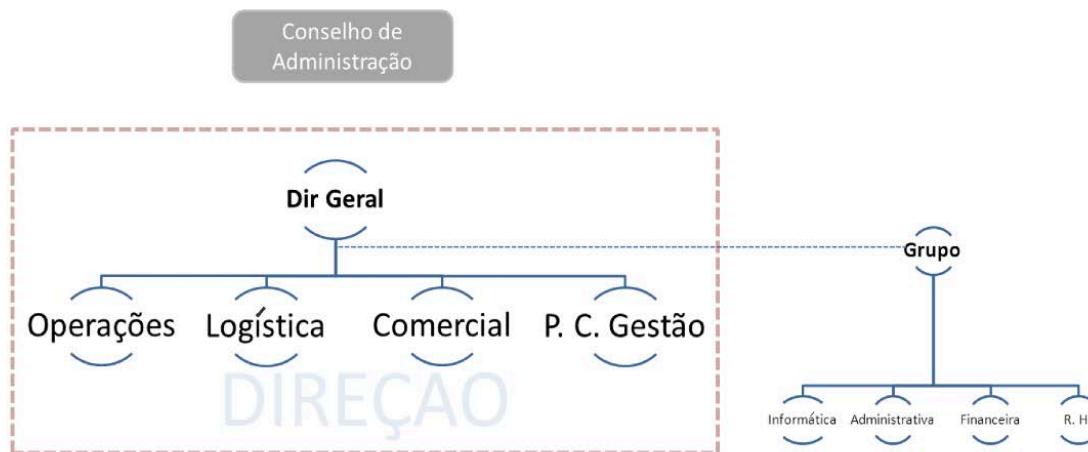 Conselho de
Administração
Dir Geral
Grupo
Operações Logística Comercial P. C. Gestão
DIREÇAO
Informática Administrativa Financeira R. H